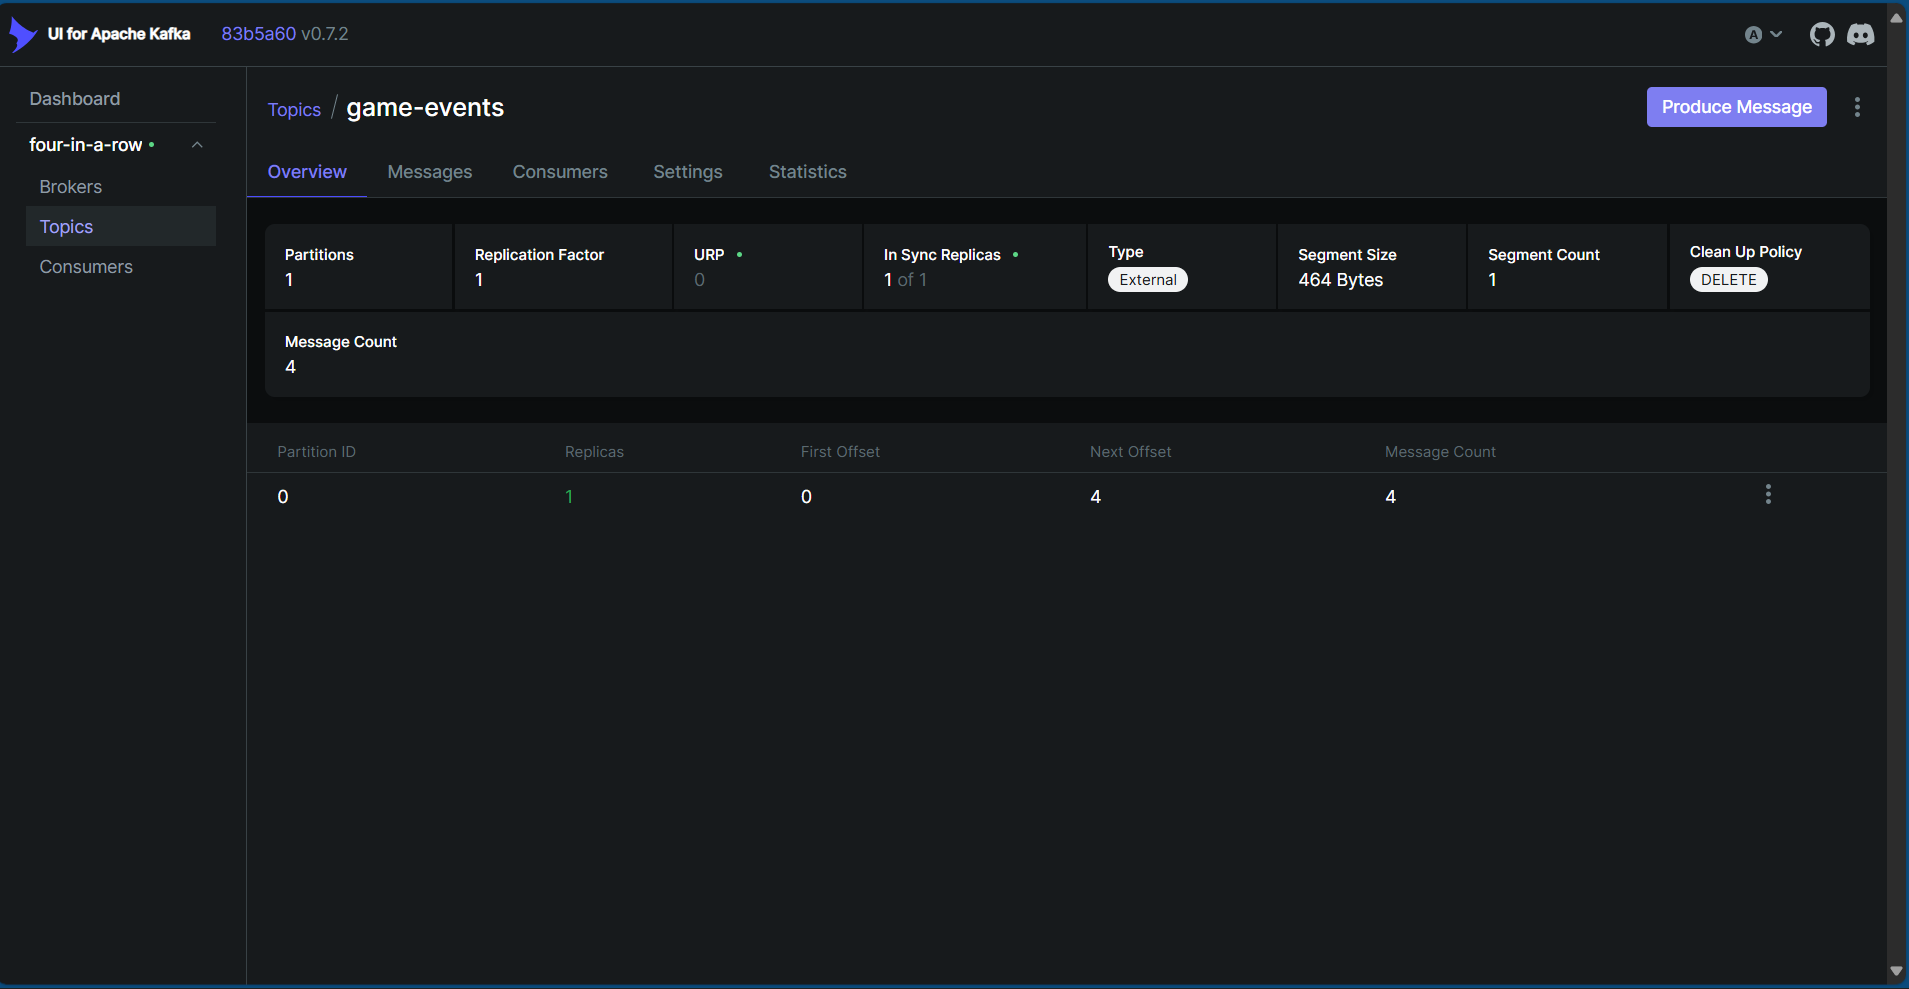 UI for Apache Kafka 83b5a60 v0.7.2 A
Dashboard
four-in-a-row
Brokers
Topics
Consumers
Topics / game-events
Produce Message
Overview Messages Consumers Settings Statistics
Partitions
1
Replication Factor
1
URP
0
In Sync Replicas
1 of 1
Type
External
Segment Size
464 Bytes
Segment Count
1
Clean Up Policy
DELETE
Message Count
4
Partition ID Replicas First Offset Next Offset Message Count
0 1 0 4 4